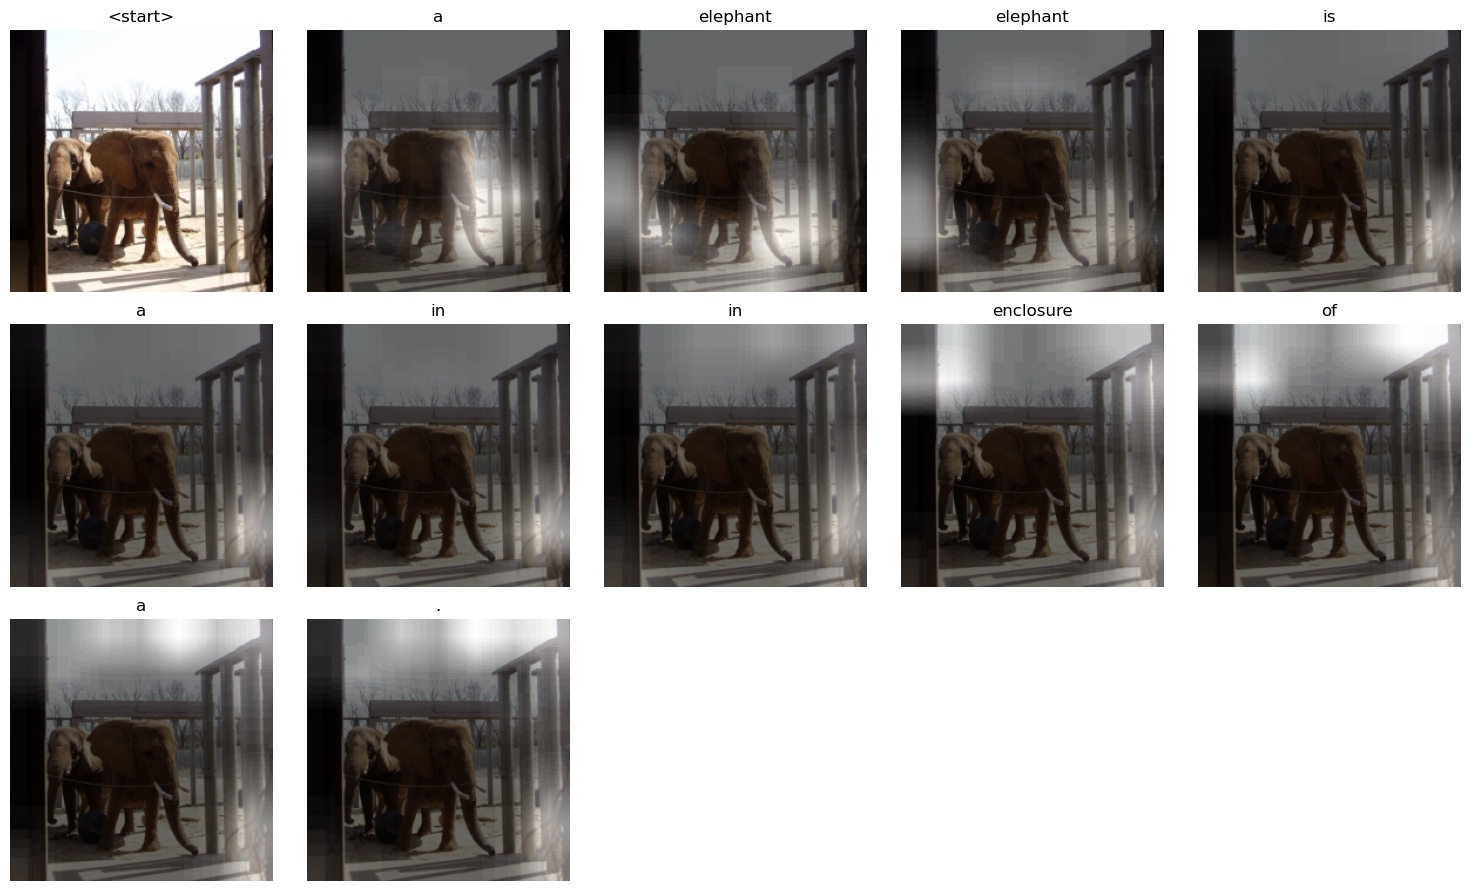 <start> a elephant elephant is
a in in enclosure of
a .